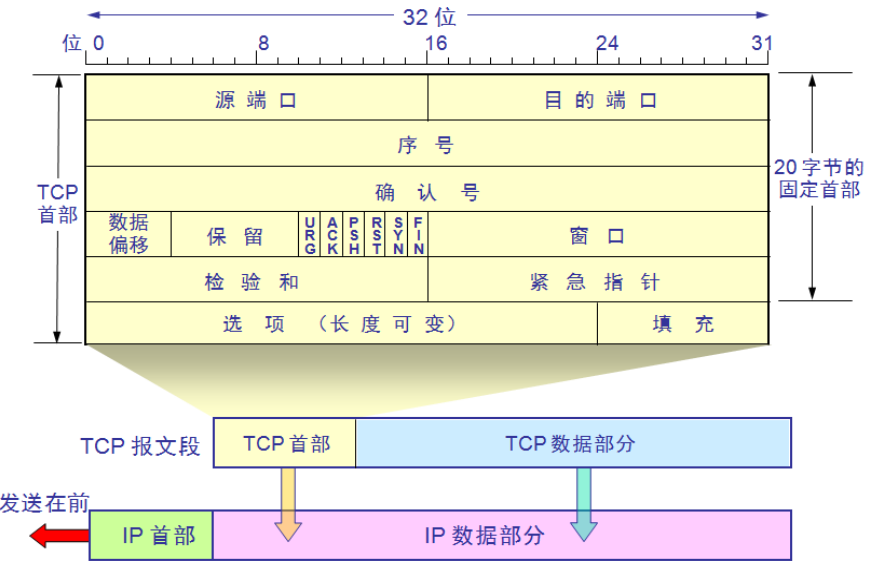 32 位
位 0 8 16 24 31
源 端 口 目 的 端 口
序 号
20 字节的
固定首部
确 认 号
TCP
首部
数据
偏移
保 留
URG
ACK
PSH
RST
SYN
FIN
窗 口
检 验 和 紧 急 指 针
选 项 (长 度 可 变) 填 充
TCP 报文段 TCP 首部 TCP 数据部分
发送在前
IP 首部 IP 数据部分